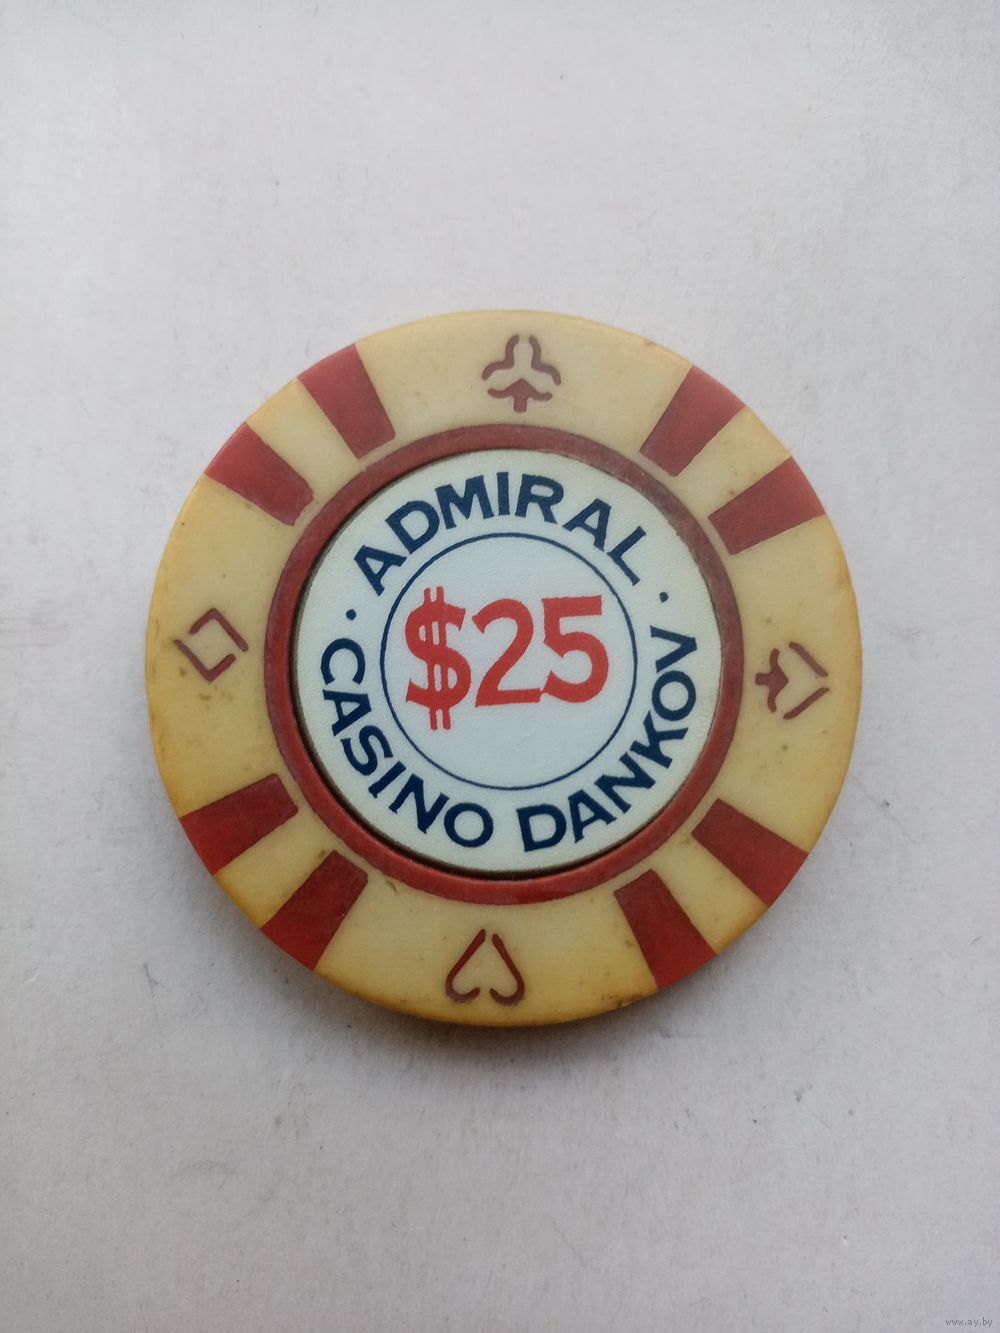 · ADMIRAL ·
CASINO DANKOV
$25
www.ay.by